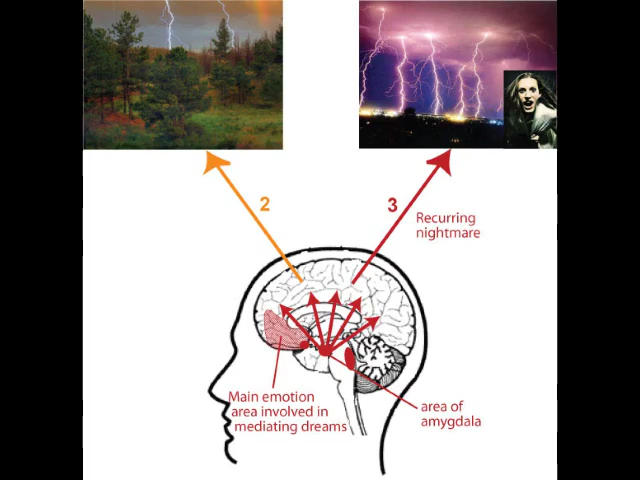 2
3
Recurring
nightmare
Main emotion
area involved in
mediating dreams
area of
amygdala